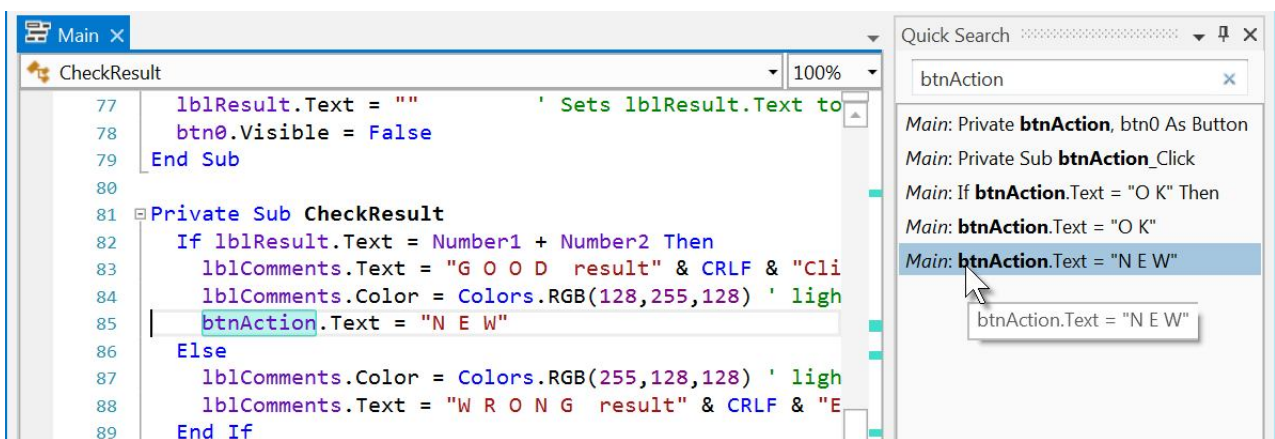 Main
CheckResult 100%
77 lblResult.Text = "" ' Sets lblResult.Text to
78 btn0.Visible = False
79 End Sub
80
81 Private Sub CheckResult
82 If lblResult.Text = Number1 + Number2 Then
83 lblComments.Text = "G O O D  result" & CRLF & "Cli
84 lblComments.Color = Colors.RGB(128,255,128) ' ligh
85 btnAction.Text = "N E W"
86 Else
87 lblComments.Color = Colors.RGB(255,128,128) ' ligh
88 lblComments.Text = "W R O N G  result" & CRLF & "E
89 End If
Quick Search
btnAction
Main: Private btnAction, btn0 As Button
Main: Private Sub btnAction_Click
Main: If btnAction.Text = "O K" Then
Main: btnAction.Text = "O K"
Main: btnAction.Text = "N E W"
btnAction.Text = "N E W"